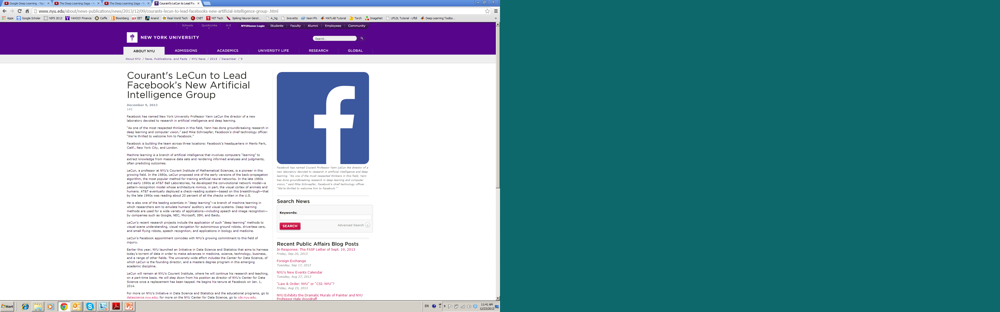 Google Deep Learning - YouT
The Deep Learning Saga - Yo
The Deep Learning Saga - Yo
Courant's LeCun to Lead Fac
www.nyu.edu/about/news-publications/news/2013/12/09/courants-lecun-to-lead-facebooks-new-artificial-intelligence-group-.html
Apps Google Scholar NIPS 2013 YAHOO! Finance Caffe Bloomberg EET Anand Real World Tech CNET MIT Tech Spiking Neuron Gerst... A_Ng brevetto Xeon Phi MATLAB Tutorial Torch ImageNet UFLDL Tutorial - Ufldl Deep Learning Toolbo... »
Schools QuickLinks A-Z NYUHome Login Students Faculty Alumni Employees Community
NEW YORK UNIVERSITY
Search...
ABOUT NYU ADMISSIONS ACADEMICS UNIVERSITY LIFE RESEARCH GLOBAL
About NYU / News, Publications, and Facts / NYU News / 2013 / December / 9
Courant's LeCun to Lead
Facebook’s New Artificial
Intelligence Group
December 9, 2013
143
Facebook has named New York University Professor Yann LeCun the director of a new
laboratory devoted to research in artificial intelligence and deep learning.
“As one of the most respected thinkers in this field, Yann has done groundbreaking research in
deep learning and computer vision,” said Mike Schroepfer, Facebook’s chief technology officer.
“We’re thrilled to welcome him to Facebook.”
Facebook is building the team across three locations: Facebook’s headquarters in Menlo Park,
Calif., New York City, and London.
Machine learning is a branch of artificial intelligence that involves computers “learning” to
extract knowledge from massive data sets and rendering informed analyses and judgments,
often predicting outcomes.
LeCun, a professor at NYU’s Courant Institute of Mathematical Sciences, is a pioneer in this
growing field. In the 1980s, LeCun proposed one of the early versions of the back-propagation
algorithm, the most popular method for training artificial neural networks. In the late 1980s
and early 1990s at AT&T Bell Laboratories, he developed the convolutional network model—a
pattern-recognition model whose architecture mimics, in part, the visual cortex of animals and
humans. AT&T eventually deployed a check-reading system—based on this breakthrough—that
by the late 1990s was reading about 20 percent of all the checks written in the U.S.
He is also one of the leading scientists in “deep learning”—a branch of machine learning in
which researchers aim to emulate humans’ auditory and visual systems. Deep learning
methods are used for a wide variety of applications—including speech and image recognition—
by companies such as Google, NEC, Microsoft, IBM, and Baidu.
LeCun’s recent research projects include the application of such “deep learning” methods to
visual scene understanding, visual navigation for autonomous ground robots, driverless cars,
and small flying robots, speech recognition, and applications in biology and medicine.
LeCun’s Facebook appointment coincides with NYU’s growing commitment to this field of
inquiry.
Earlier this year, NYU launched an Initiative in Data Science and Statistics that aims to harness
today’s torrent of data in order to make advances in medicine, science, technology, business,
and a range of other fields. The university-wide effort includes the Center for Data Science, of
which LeCun is the founding director, and a masters degree program in this emerging
academic discipline.
LeCun will remain at NYU’s Courant Institute, where he will continue his research and teaching,
on a part-time basis. He will step down from his position as director of NYU’s Center for Data
Science once a replacement has been tapped. He begins his tenure at Facebook on Jan. 1,
2014.
For more on NYU’s Initiative in Data Science and Statistics and the educational programs, go to
datascience.nyu.edu; for more on the NYU Center for Data Science, go to cds.nyu.edu.
Facebook has named Courant Professor Yann LeCun the director of a
new laboratory devoted to research in artificial intelligence and deep
learning. “As one of the most respected thinkers in this field, Yann
has done groundbreaking research in deep learning and computer
vision,” said Mike Schroepfer, Facebook’s chief technology officer.
“We’re thrilled to welcome him to Facebook.”
Search News
Keywords:
SEARCH
Advanced Search
Recent Public Affairs Blog Posts
In Response: The FASP Letter of Sept. 19, 2013
Friday, Sep 20, 2013
Foreign Exchange
Tuesday, Sep 17, 2013
NYU’s New Events Calendar
Tuesday, Aug 27, 2013
“Law & Order: NYU” or “CSI: NYU”?
Friday, Aug 23, 2013
NYU Exhibits the Dramatic Murals of Painter and NYU
Professor Hale Woodruff
Start
EN
11:41 AM
12/23/2013